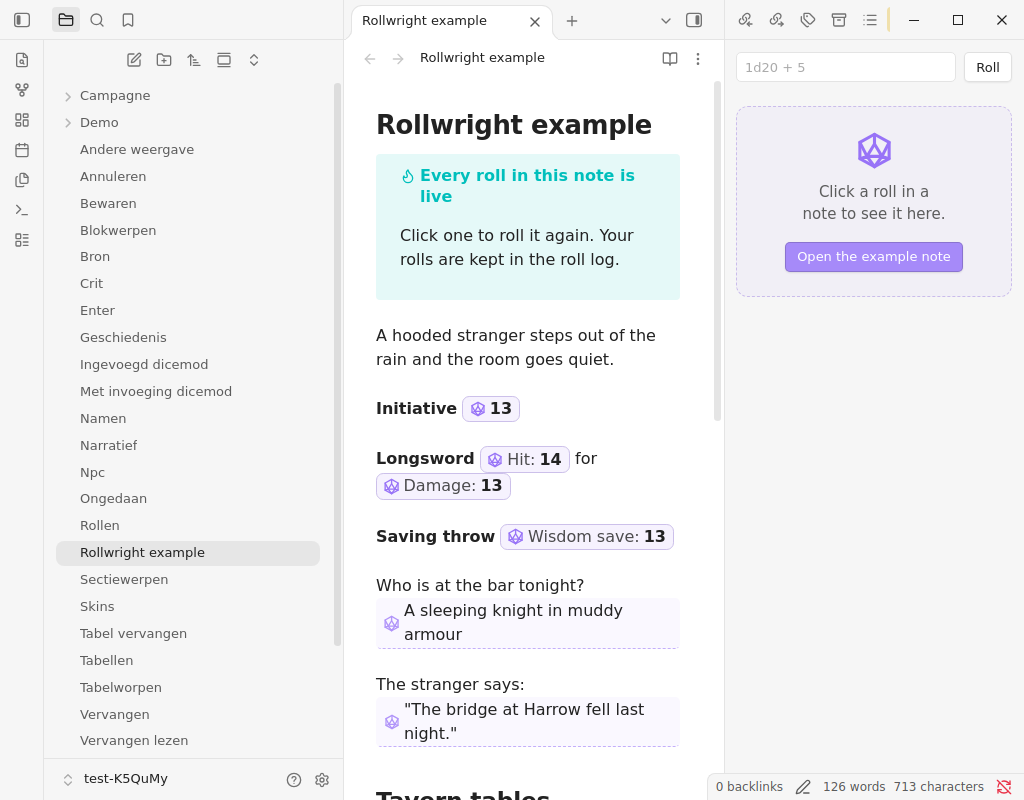 Rollwright example
Rollwright example
1d20 + 5
Roll
Campagne
Demo
Andere weergave
Annuleren
Bewaren
Blokwerpen
Bron
Crit
Enter
Geschiedenis
Ingevoegd dicemod
Met invoeging dicemod
Namen
Narratief
Npc
Ongedaan
Rollen
Rollwright example
Sectiewerpen
Skins
Tabel vervangen
Tabellen
Tabelworpen
Vervangen
Vervangen lezen
test-K5QuMy
Rollwright example
Every roll in this note is
live
Click one to roll it again. Your
rolls are kept in the roll log.
A hooded stranger steps out of the
rain and the room goes quiet.
Initiative 13
Longsword Hit: 14 for
Damage: 13
Saving throw Wisdom save: 13
Who is at the bar tonight?
A sleeping knight in muddy
armour
The stranger says:
"The bridge at Harrow fell last
night."
Tavern tables
Click a roll in a
note to see it here.
Open the example note
0 backlinks 126 words 713 characters